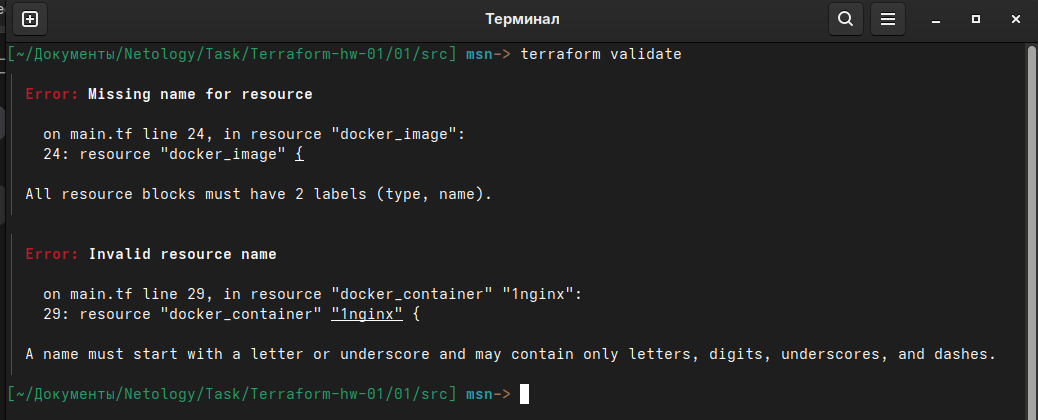 Терминал
[~/Документы/Netology/Task/Terraform-hw-01/01/src] msn-> terraform validate
Error: Missing name for resource
on main.tf line 24, in resource "docker_image":
24: resource "docker_image" {
All resource blocks must have 2 labels (type, name).
Error: Invalid resource name
on main.tf line 29, in resource "docker_container" "1nginx":
29: resource "docker_container" "1nginx" {
A name must start with a letter or underscore and may contain only letters, digits, underscores, and dashes.
[~/Документы/Netology/Task/Terraform-hw-01/01/src] msn->